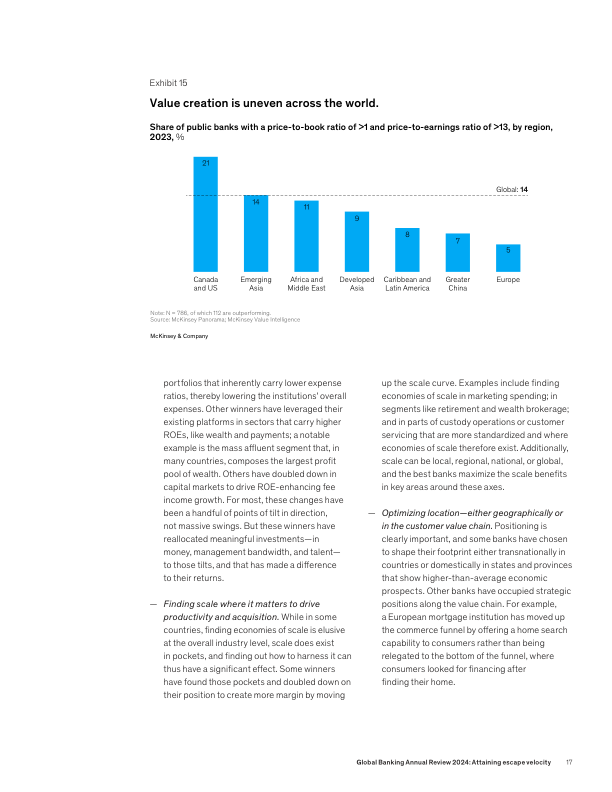 Exhibit 15
Value creation is uneven across the world.
Share of public banks with a price-to-book ratio of >1 and price-to-earnings ratio of >13, by region,
2023, %
21
Global: 14
14
11
9
8
7
5
Canada
and US
Emerging
Asia
Africa and
Middle East
Developed
Asia
Caribbean and
Latin America
Greater
China
Europe
Note: N = 788, of which 112 are outperforming.
Source: McKinsey Panorama; McKinsey Value Intelligence
McKinsey & Company
portfolios that inherently carry lower expense
ratios, thereby lowering the institutions' overall
expenses. Other winners have leveraged their
existing platforms in sectors that carry higher
ROEs, like wealth and payments; a notable
example is the mass affluent segment that, in
many countries, composes the largest profit
pool of wealth. Others have doubled down in
capital markets to drive ROE-enhancing fee
income growth. For most, these changes have
been a handful of points of tilt in direction,
not massive swings. But these winners have
reallocated meaningful investments—in
money, management bandwidth, and talent—
to those tilts, and that has made a difference
to their returns.
— Finding scale where it matters to drive
productivity and acquisition. While in some
countries, finding economies of scale is elusive
at the overall industry level, scale does exist
in pockets, and finding out how to harness it can
thus have a significant effect. Some winners
have found those pockets and doubled down on
their position to create more margin by moving
up the scale curve. Examples include finding
economies of scale in marketing spending; in
segments like retirement and wealth brokerage;
and in parts of custody operations or customer
servicing that are more standardized and where
economies of scale therefore exist. Additionally,
scale can be local, regional, national, or global,
and the best banks maximize the scale benefits
in key areas around these axes.
— Optimizing location—either geographically or
in the customer value chain. Positioning is
clearly important, and some banks have chosen
to shape their footprint either transnationally in
countries or domestically in states and provinces
that show higher-than-average economic
prospects. Other banks have occupied strategic
positions along the value chain. For example,
a European mortgage institution has moved up
the commerce funnel by offering a home search
capability to consumers rather than being
relegated to the bottom of the funnel, where
consumers looked for financing after
finding their home.
Global Banking Annual Review 2024: Attaining escape velocity 17